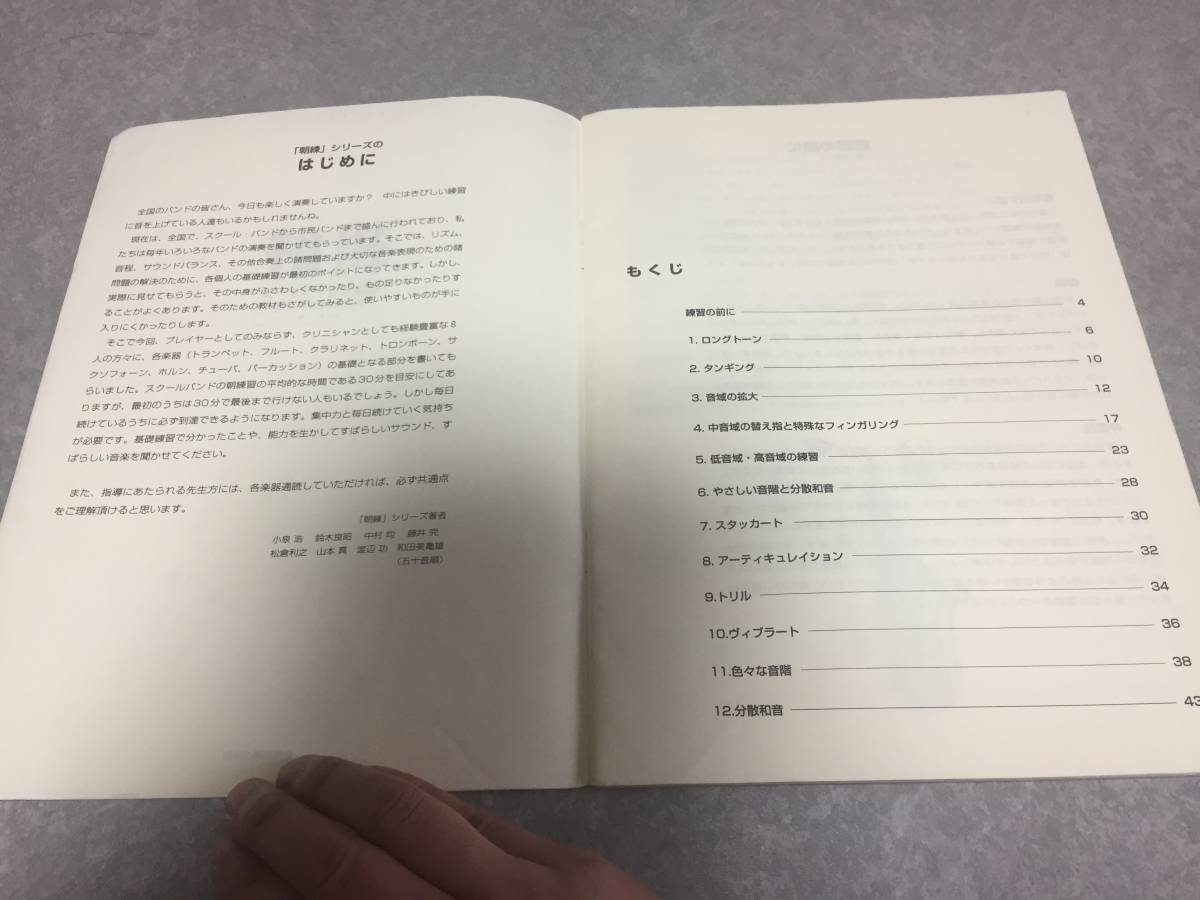 「朝練」シリーズの
はじめに
全国のバンドの皆さん、今日も楽しく演奏していますか？ 中にはきびしい練習
に音を上げている人達もいるかもしれませんね。
現在は、全国で、スクール・バンドから市民バンドまで盛んに行われており、私
たちは毎年いろいろなバンドの演奏を聞かせてもらっています。そこでは、リズム、
音程、サウンドバランス、その他合奏上の諸問題および大切な音楽表現のための諸
問題の解決のために、各個人の基礎練習が最初のポイントになってきます。しかし、
実際に見せてもらうと、その中身がふさわしくなかったり、もの足りなかったりす
ることがよくあります。そのための教材もさがしてみると、使いやすいものが手に
入りにくかったりします。
そこで今回、プレイヤーとしてのみならず、クリニシャンとしても経験豊富な8
人の方々に、各楽器（トランペット、フルート、クラリネット、トロンボーン、サ
クソフォーン、ホルン、チューバ、パーカッション）の基礎となる部分を書いても
らいました。スクールバンドの朝練習の平均的な時間である30分を目安にしてあ
りますが、最初のうちは30分で最後まで行けない人もいるでしょう。しかし毎日
続けているうちに必ず到達できるようになります。集中力と毎日続けていく気持ち
が必要です。基礎練習で分かったことや、能力を生かしてすばらしいサウンド、す
ばらしい音楽を聞かせてください。
また、指導にあたられる先生方には、各楽器通読していただければ、必ず共通点
をご理解頂けると思います。
「朝練」シリーズ著者
小泉 浩 鈴木良昭 中村 均 藤井 完
松倉利之 山本 真 渡辺 功 和田美亀雄
（五十音順）
もくじ
練習の前に 4
1. ロングトーン 6
2. タンギング 10
3. 音域の拡大 12
4. 中音域の替え指と特殊なフィンガリング 17
5. 低音域・高音域の練習 23
6. やさしい音階と分散和音 28
7. スタッカート 30
8. アーティキュレイション 32
9.トリル 34
10.ヴィブラート 36
11.色々な音階 38
12.分散和音 43